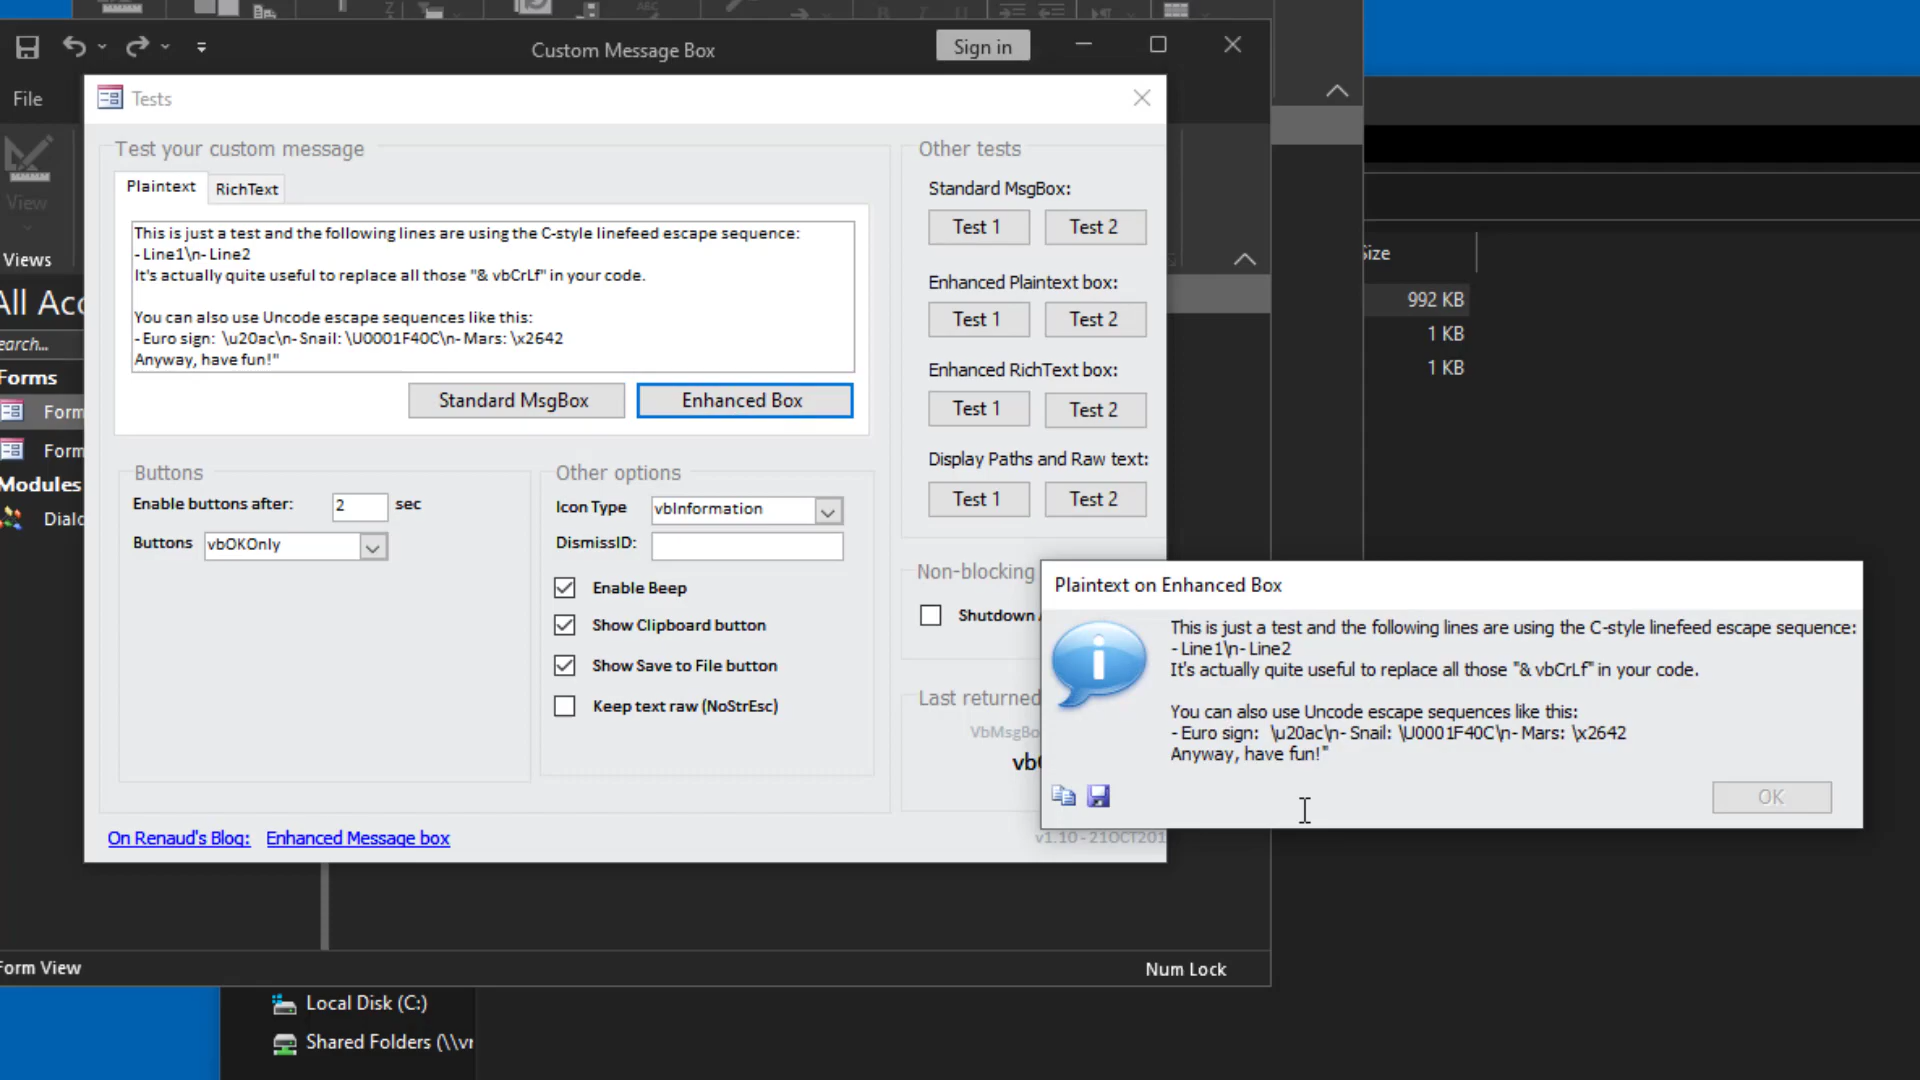 Custom Message Box
Sign in
File
Tests
Test your custom message
Plaintext
RichText
This is just a test and the following lines are using the C-style linefeed escape sequence:
- Line1\n- Line2
It's actually quite useful to replace all those "& vbCrLf" in your code.
You can also use Uncode escape sequences like this:
- Euro sign: \u20ac\n- Snail: \U0001F40C\n- Mars: \x2642
Anyway, have fun!"
Standard MsgBox
Enhanced Box
Buttons
Enable buttons after:
2
sec
Buttons
vbOKOnly
Other options
Icon Type
vbInformation
DismissID:
Enable Beep
Show Clipboard button
Show Save to File button
Keep text raw (NoStrEsc)
Other tests
Standard MsgBox:
Test 1
Test 2
Enhanced Plaintext box:
Test 1
Test 2
Enhanced RichText box:
Test 1
Test 2
Display Paths and Raw text:
Test 1
Test 2
Non-blocking
Shutdown
Last returned
VbMsgBo
vb
On Renaud's Blog:
Enhanced Message box
v1.10 - 21OCT201
Plaintext on Enhanced Box
This is just a test and the following lines are using the C-style linefeed escape sequence:
- Line1\n- Line2
It's actually quite useful to replace all those "& vbCrLf" in your code.
You can also use Uncode escape sequences like this:
- Euro sign:  \u20ac\n- Snail: \U0001F40C\n- Mars: \x2642
Anyway, have fun!"
OK
View
Views
All Acc
earch...
Forms
Form
Form
Modules
Dialo
Size
992 KB
1 KB
1 KB
Form View
Num Lock
Local Disk (C:)
Shared Folders (\\vr